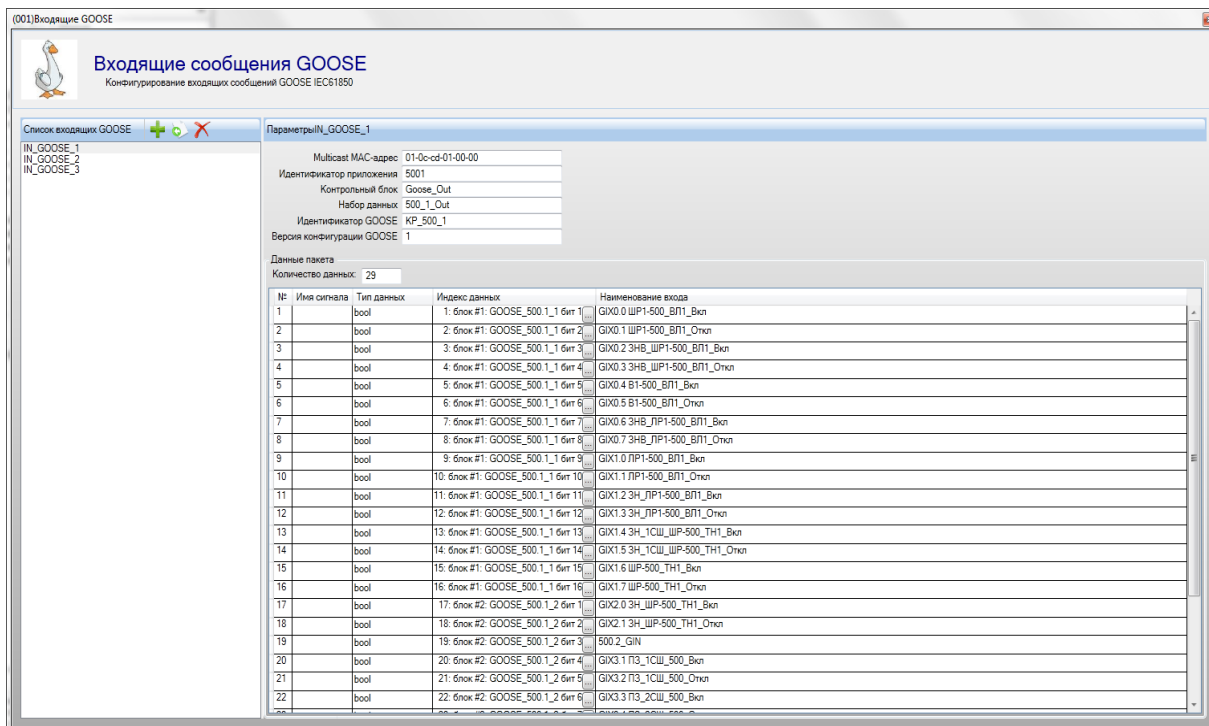 (001)Входящие GOOSE
Входящие сообщения GOOSE
Конфигурирование входящих сообщений GOOSE IEC61850
Список входящих GOOSE
IN_GOOSE_1
IN_GOOSE_2
IN_GOOSE_3
ПараметрыIN_GOOSE_1
Multicast MAC-адрес 01-0c-cd-01-00-00
Идентификатор приложения 5001
Контрольный блок Goose_Out
Набор данных 500_1_Out
Идентификатор GOOSE KP_500_1
Версия конфигурации GOOSE 1
Данные пакета
Количество данных: 29
№ Имя сигнала Тип данных Индекс данных Наименование входа
1 bool 1: блок #1: GOOSE_500.1_1 бит 1 ... GIX0.0 ШР1-500_ВЛ1_Вкл
2 bool 2: блок #1: GOOSE_500.1_1 бит 2 ... GIX0.1 ШР1-500_ВЛ1_Откл
3 bool 3: блок #1: GOOSE_500.1_1 бит 3 ... GIX0.2 ЗНВ_ШР1-500_ВЛ1_Вкл
4 bool 4: блок #1: GOOSE_500.1_1 бит 4 ... GIX0.3 ЗНВ_ШР1-500_ВЛ1_Откл
5 bool 5: блок #1: GOOSE_500.1_1 бит 5 ... GIX0.4 В1-500_ВЛ1_Вкл
6 bool 6: блок #1: GOOSE_500.1_1 бит 6 ... GIX0.5 В1-500_ВЛ1_Откл
7 bool 7: блок #1: GOOSE_500.1_1 бит 7 ... GIX0.6 ЗНВ_ЛР1-500_ВЛ1_Вкл
8 bool 8: блок #1: GOOSE_500.1_1 бит 8 ... GIX0.7 ЗНВ_ЛР1-500_ВЛ1_Откл
9 bool 9: блок #1: GOOSE_500.1_1 бит 9 ... GIX1.0 ЛР1-500_ВЛ1_Вкл
10 bool 10: блок #1: GOOSE_500.1_1 бит 10 ... GIX1.1 ЛР1-500_ВЛ1_Откл
11 bool 11: блок #1: GOOSE_500.1_1 бит 11 ... GIX1.2 ЗН_ЛР1-500_ВЛ1_Вкл
12 bool 12: блок #1: GOOSE_500.1_1 бит 12 ... GIX1.3 ЗН_ЛР1-500_ВЛ1_Откл
13 bool 13: блок #1: GOOSE_500.1_1 бит 13 ... GIX1.4 ЗН_1СШ_ШР-500_ТН1_Вкл
14 bool 14: блок #1: GOOSE_500.1_1 бит 14 ... GIX1.5 ЗН_1СШ_ШР-500_ТН1_Откл
15 bool 15: блок #1: GOOSE_500.1_1 бит 15 ... GIX1.6 ШР-500_ТН1_Вкл
16 bool 16: блок #1: GOOSE_500.1_1 бит 16 ... GIX1.7 ШР-500_ТН1_Откл
17 bool 17: блок #2: GOOSE_500.1_2 бит 1 ... GIX2.0 ЗН_ШР-500_ТН1_Вкл
18 bool 18: блок #2: GOOSE_500.1_2 бит 2 ... GIX2.1 ЗН_ШР-500_ТН1_Откл
19 bool 19: блок #2: GOOSE_500.1_2 бит 3 ... 500.2_GIN
20 bool 20: блок #2: GOOSE_500.1_2 бит 4 ... GIX3.1 ПЗ_1СШ_500_Вкл
21 bool 21: блок #2: GOOSE_500.1_2 бит 5 ... GIX3.2 ПЗ_1СШ_500_Откл
22 bool 22: блок #2: GOOSE_500.1_2 бит 6 ... GIX3.3 ПЗ_2СШ_500_Вкл